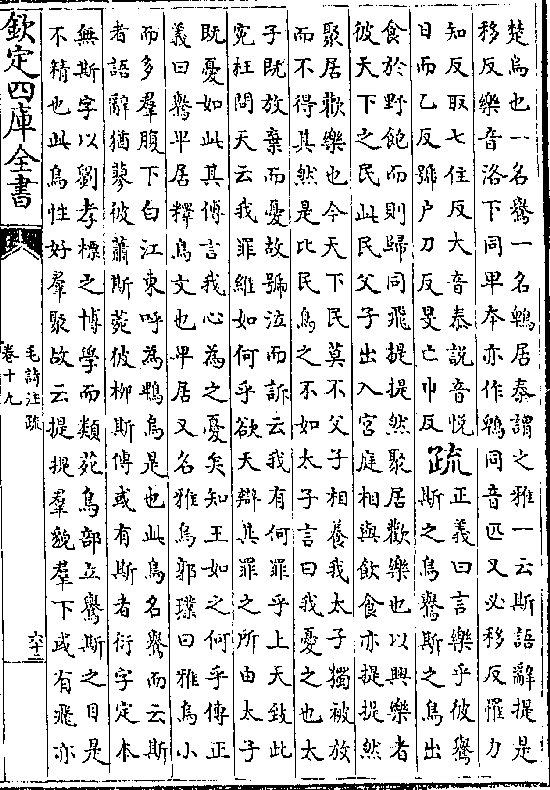 楚烏也一名鸒一名鵯居秦謂之雅一云斯語辭提是
移反樂音洛下同卑本亦作鵯同音匹又必移反罹力
知反取七住反大音泰說音悦
日而乙反號户刀反旻亡巾反
疏
正義曰言樂乎彼鸒
斯之鳥鸒斯之鳥出
食於野飽而則歸同飛提提然聚居歡樂也以興樂者
彼天下之民此民父子出入宫庭相與飲食亦提提然
聚居歡樂也今天下民莫不父子相養我太子獨被放
而不得其然是比民鳥之不如太子言曰我憂之也太
子既放棄而憂故號泣而訴云我有何罪乎上天致此
寃枉問天云我罪維如何乎欲天辯其罪之所由太子
既憂如此其傅言我心為之憂矣知王如之何乎傳正
義曰鸒卑居釋鳥文也卑居又名雅烏郭璞曰雅烏小
而多羣腹下白江東呼為鵯烏是也此鳥名鸒而云斯
者語辭猶蓼彼蕭斯菀彼柳斯傳或有斯者衍字定本
無斯字以劉孝標之博學而類苑鳥部立鸒斯之目是
不精也此鳥性好羣聚故云提提羣貌羣下或有飛亦
欽定四庫全書
毛詩注疏
卷十九
六十二